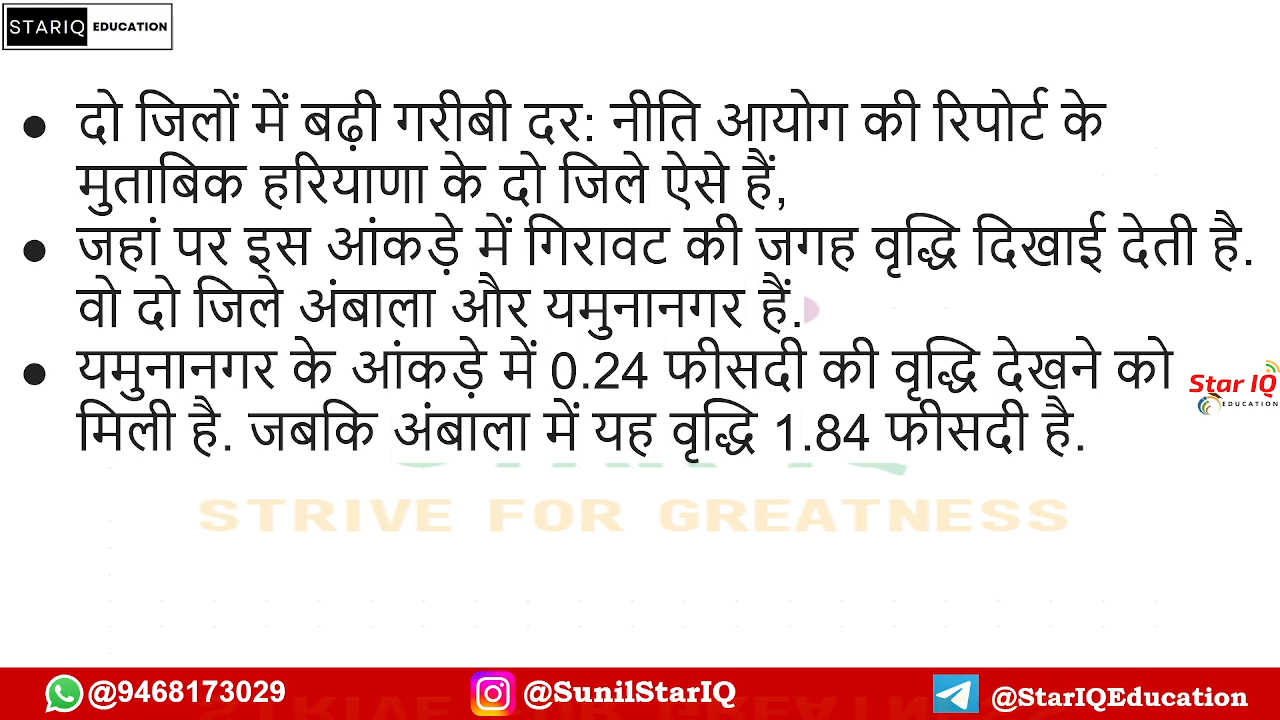 STARIQ EDUCATION
● दो जिलों में बढ़ी गरीबी दर: नीति आयोग की रिपोर्ट के
मुताबिक हरियाणा के दो जिले ऐसे हैं,
● जहां पर इस आंकड़े में गिरावट की जगह वृद्धि दिखाई देती है.
वो दो जिले अंबाला और यमुनानगर हैं.
● यमुनानगर के आंकड़े में 0.24 फीसदी की वृद्धि देखने को
मिली है. जबकि अंबाला में यह वृद्धि 1.84 फीसदी है.
Star IQ
EDUCATION
STRIVE FOR GREATNESS
@9468173029 @SunilStarIQ @StarIQEducation